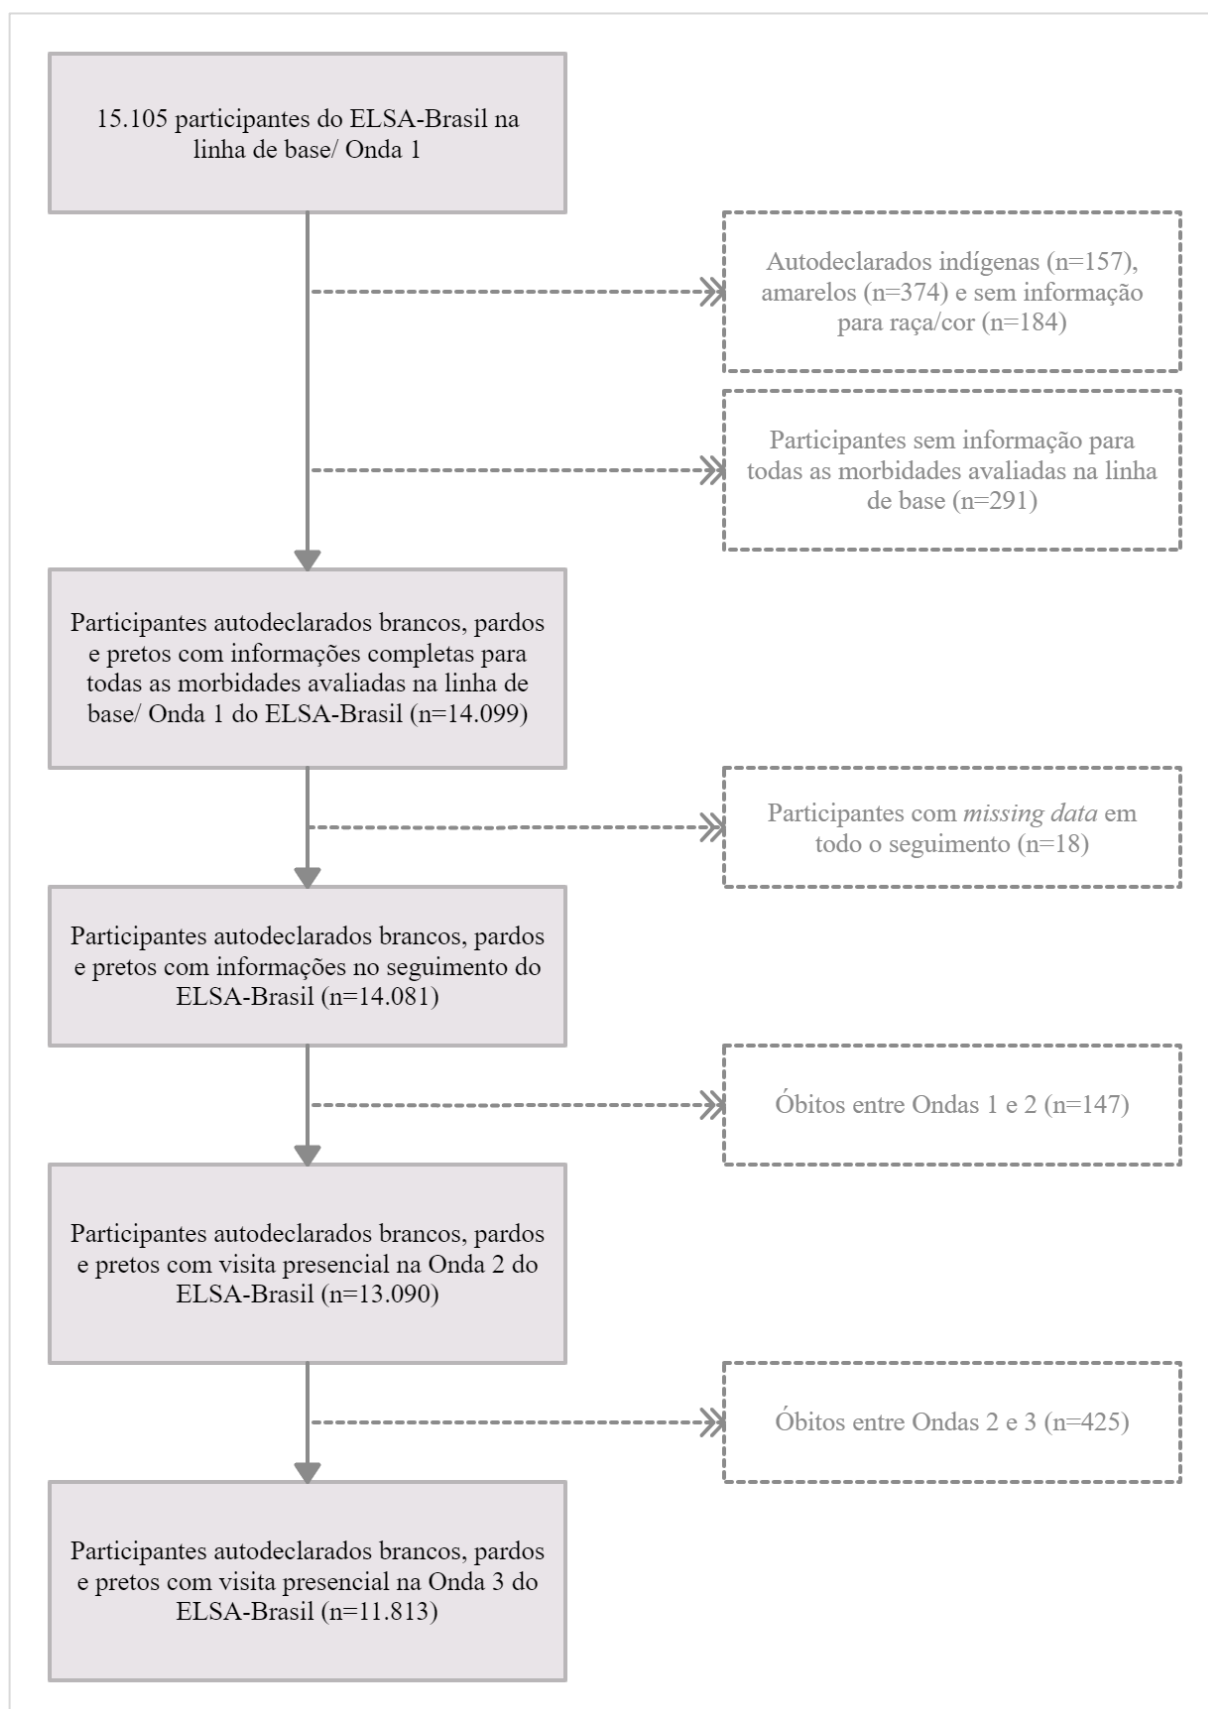 15.105 participantes do ELSA-Brasil na
linha de base/ Onda 1
Autodeclarados indígenas (n=157),
amarelos (n=374) e sem informação
para raça/cor (n=184)
Participantes sem informação para
todas as morbidades avaliadas na linha
de base (n=291)
Participantes autodeclarados brancos, pardos
e pretos com informações completas para
todas as morbidades avaliadas na linha de
base/ Onda 1 do ELSA-Brasil (n=14.099)
Participantes com missing data em
todo o seguimento (n=18)
Participantes autodeclarados brancos, pardos
e pretos com informações no seguimento do
ELSA-Brasil (n=14.081)
Óbitos entre Ondas 1 e 2 (n=147)
Participantes autodeclarados brancos, pardos
e pretos com visita presencial na Onda 2 do
ELSA-Brasil (n=13.090)
Óbitos entre Ondas 2 e 3 (n=425)
Participantes autodeclarados brancos, pardos
e pretos com visita presencial na Onda 3 do
ELSA-Brasil (n=11.813)